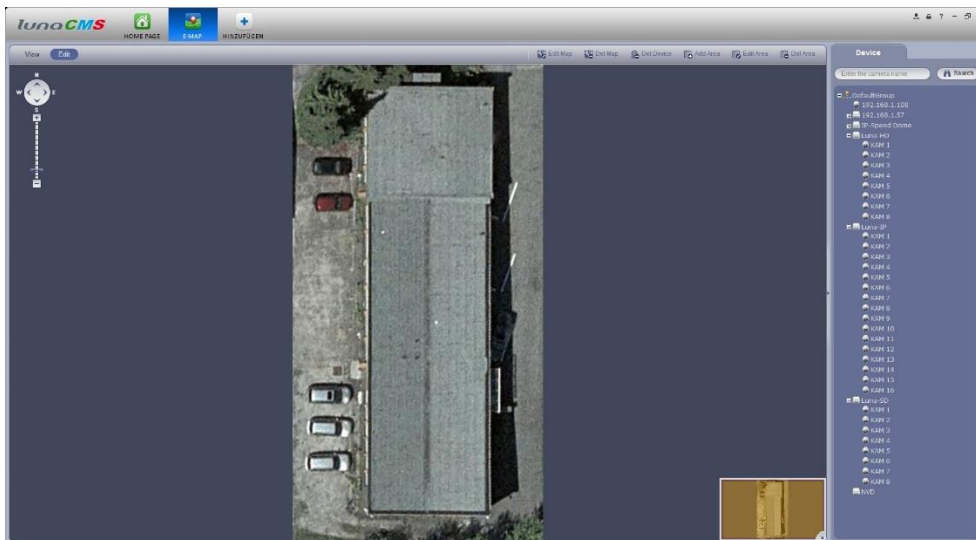 lunaCMS
HOME PAGE
E-MAP
HINZUFÜGEN
?
View
Edit
Edit Map
Del Map
Del Device
Add Area
Edit Area
Del Area
Device
N
W
E
S
Enter the camera name
Search
DefaultGroup
192.168.1.108
192.168.1.57
IP-Speed Dome
Luna-HD
KAM 1
KAM 2
KAM 3
KAM 4
KAM 5
KAM 6
KAM 7
KAM 8
Luna-IP
KAM 1
KAM 2
KAM 3
KAM 4
KAM 5
KAM 6
KAM 7
KAM 8
KAM 9
KAM 10
KAM 11
KAM 12
KAM 13
KAM 14
KAM 15
KAM 16
Luna-SD
KAM 1
KAM 2
KAM 3
KAM 4
KAM 5
KAM 6
KAM 7
KAM 8
NVD